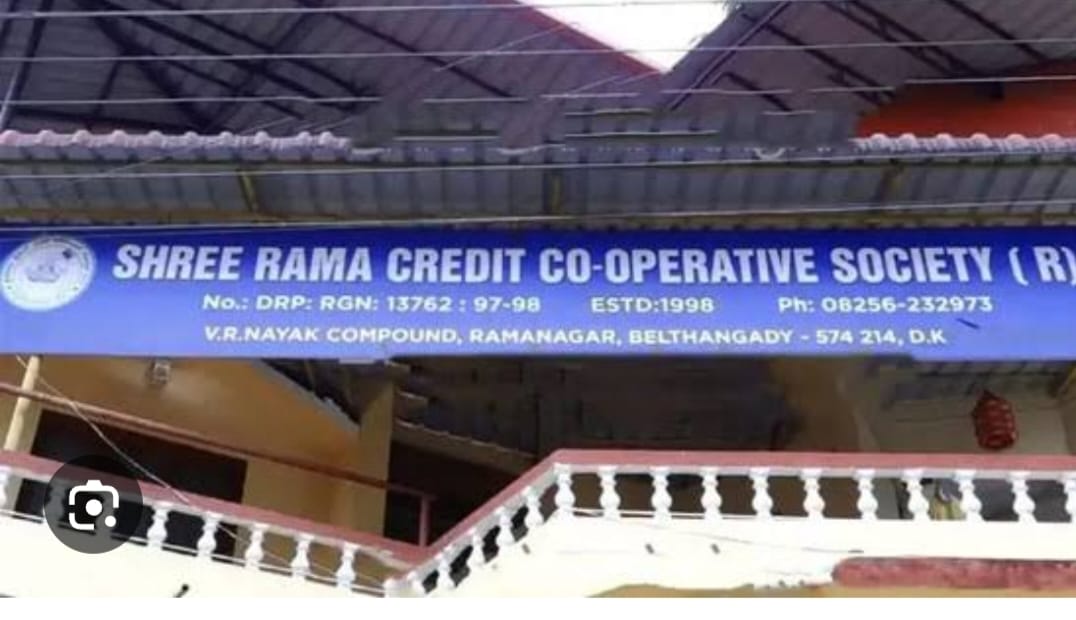 SHREE RAMA CREDIT CO-OPERATIVE SOCIETY ( R)
No.: DRP: RGN: 13762 : 97-98 ESTD:1998 Ph: 08256-232973
V.R.NAYAK COMPOUND, RAMANAGAR, BELTHANGADY - 574 214, D.K